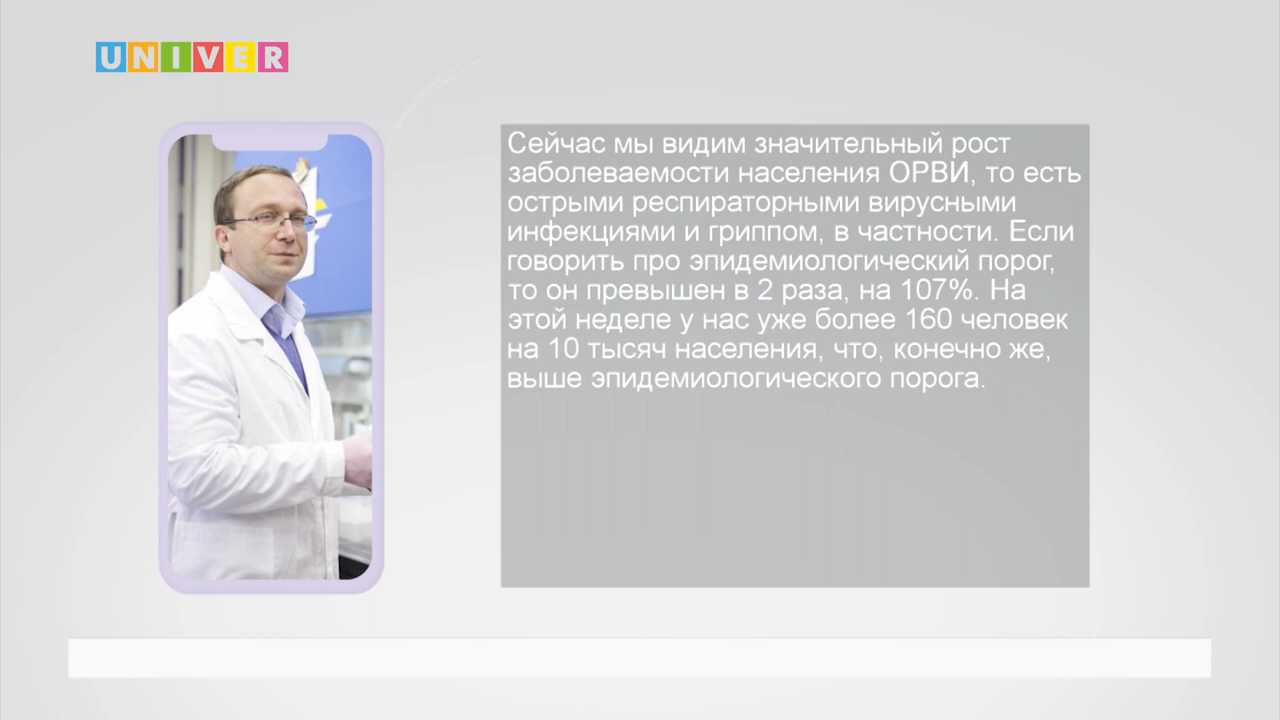 UNIVER
Сейчас мы видим значительный рост
заболеваемости населения ОРВИ, то есть
острыми респираторными вирусными
инфекциями и гриппом, в частности. Если
говорить про эпидемиологический порог,
то он превышен в 2 раза, на 107%. На
этой неделе у нас уже более 160 человек
на 10 тысяч населения, что, конечно же,
выше эпидемиологического порога.